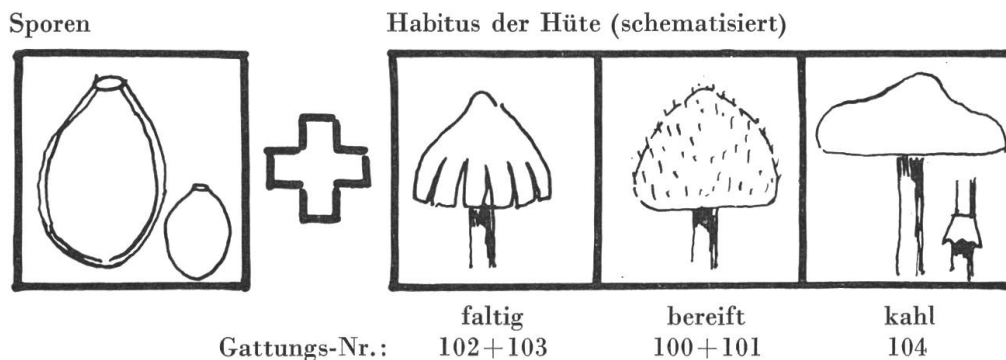 Sporen Habitus der Hüte (schematisiert)
faltig bereift kahl
Gattungs-Nr.: 102+103 100+101 104